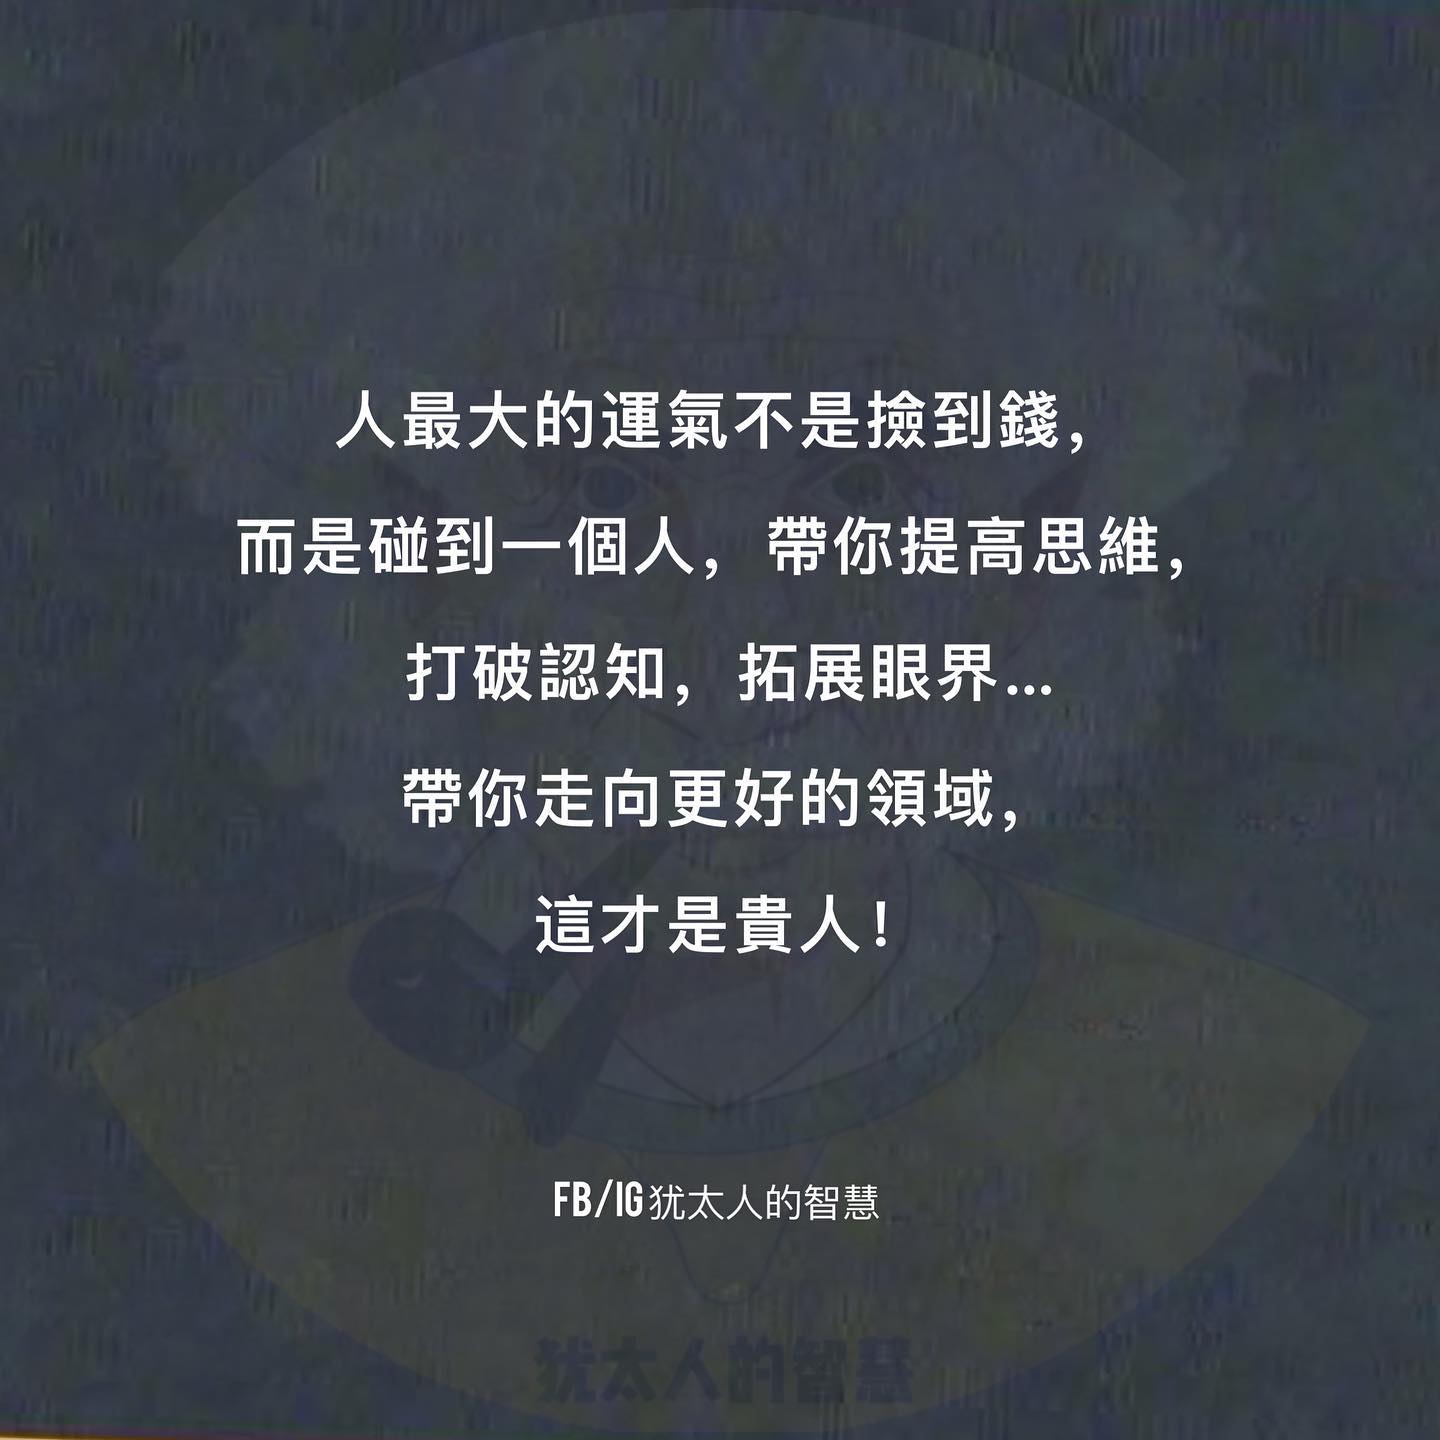 人最大的運氣不是撿到錢，
而是碰到一個人，帶你提高思維，
打破認知，拓展眼界...
帶你走向更好的領域，
這才是貴人！
FB/IG犹太人的智慧
犹太人的智慧